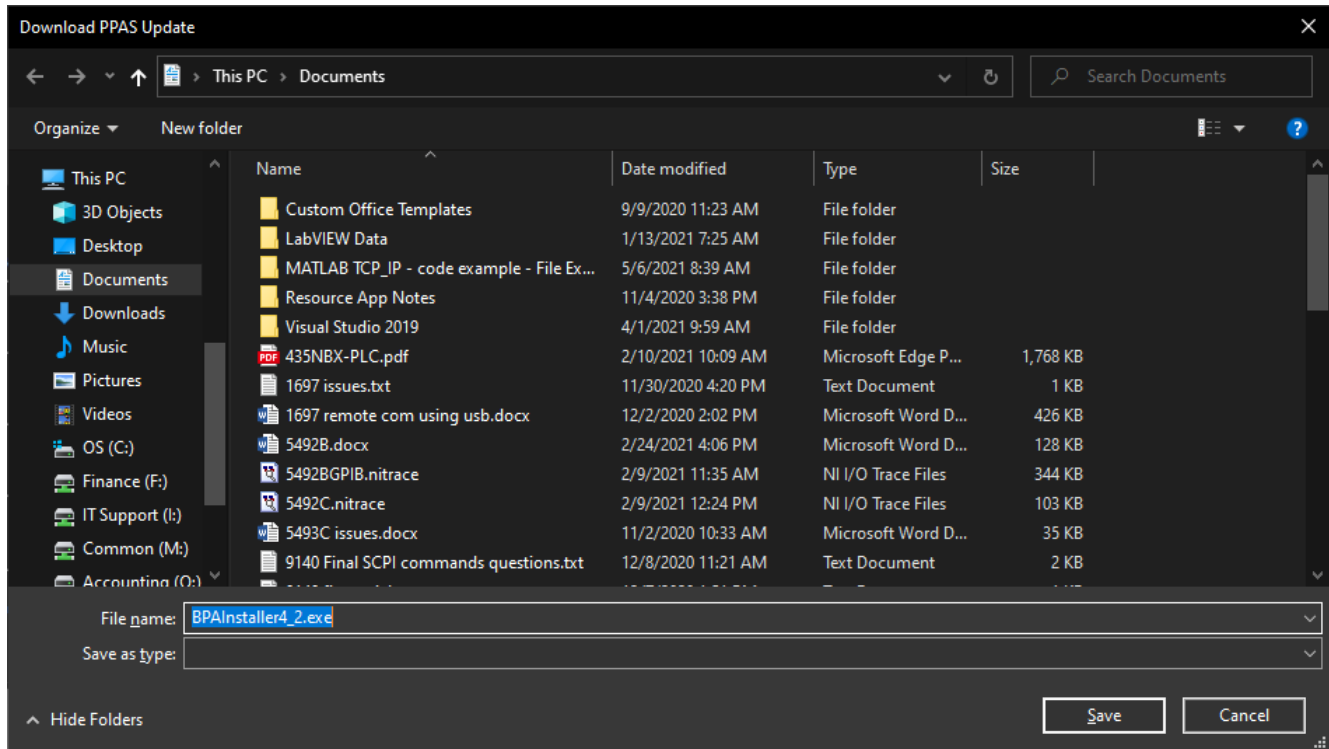 Download PPAS Update
This PC > Documents
Search Documents
Organize
New folder
Name
Date modified
Type
Size
This PC
3D Objects
Desktop
Documents
Downloads
Music
Pictures
Videos
OS (C:)
Finance (F:)
IT Support (I:)
Common (M:)
Accounting (O:)
Custom Office Templates 9/9/2020 11:23 AM File folder
LabVIEW Data 1/13/2021 7:25 AM File folder
MATLAB TCP_IP - code example - File Ex... 5/6/2021 8:39 AM File folder
Resource App Notes 11/4/2020 3:38 PM File folder
Visual Studio 2019 4/1/2021 9:59 AM File folder
PDF 435NBX-PLC.pdf 2/10/2021 10:09 AM Microsoft Edge P... 1,768 KB
1697 issues.txt 11/30/2020 4:20 PM Text Document 1 KB
1697 remote com using usb.docx 12/2/2020 2:02 PM Microsoft Word D... 426 KB
5492B.docx 2/24/2021 4:06 PM Microsoft Word D... 128 KB
5492BGPIB.nitrace 2/9/2021 11:35 AM NI I/O Trace Files 344 KB
5492C.nitrace 2/9/2021 12:24 PM NI I/O Trace Files 103 KB
5493C issues.docx 11/2/2020 10:33 AM Microsoft Word D... 35 KB
9140 Final SCPI commands questions.txt 12/8/2020 11:21 AM Text Document 2 KB
File name: BPAInstaller4_2.exe
Save as type:
Hide Folders
Save
Cancel